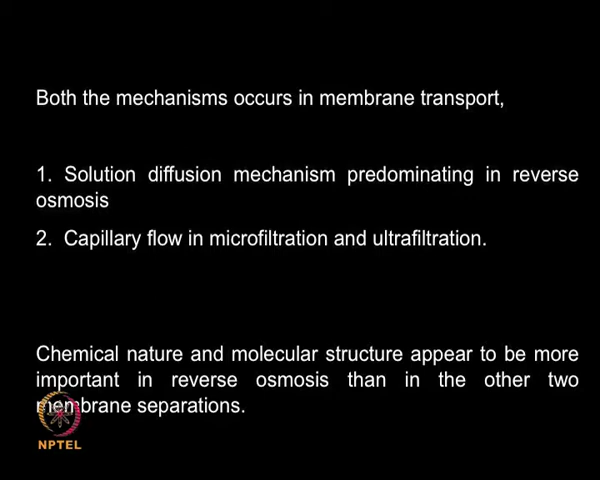 Both the mechanisms occurs in membrane transport,
1. Solution diffusion mechanism predominating in reverse
osmosis
2. Capillary flow in microfiltration and ultrafiltration.
Chemical nature and molecular structure appear to be more
important in reverse osmosis than in the other two
membrane separations.
NPTEL